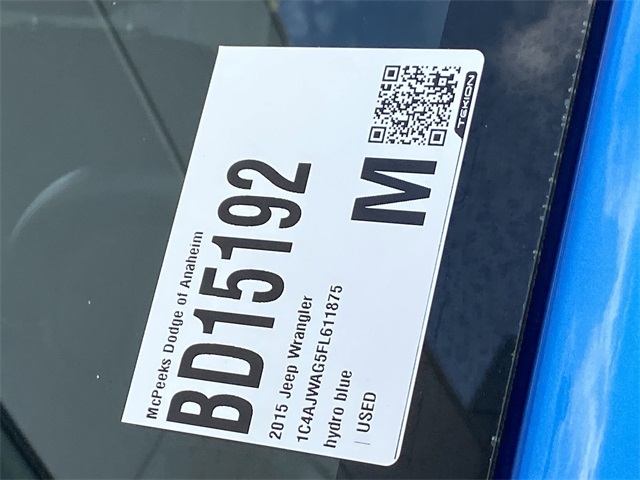 McPeeks Dodge of Anaheim
BD15192
2015 Jeep Wrangler
1C4AJWAG5FL611875
hydro blue
| USED
M
TEKION